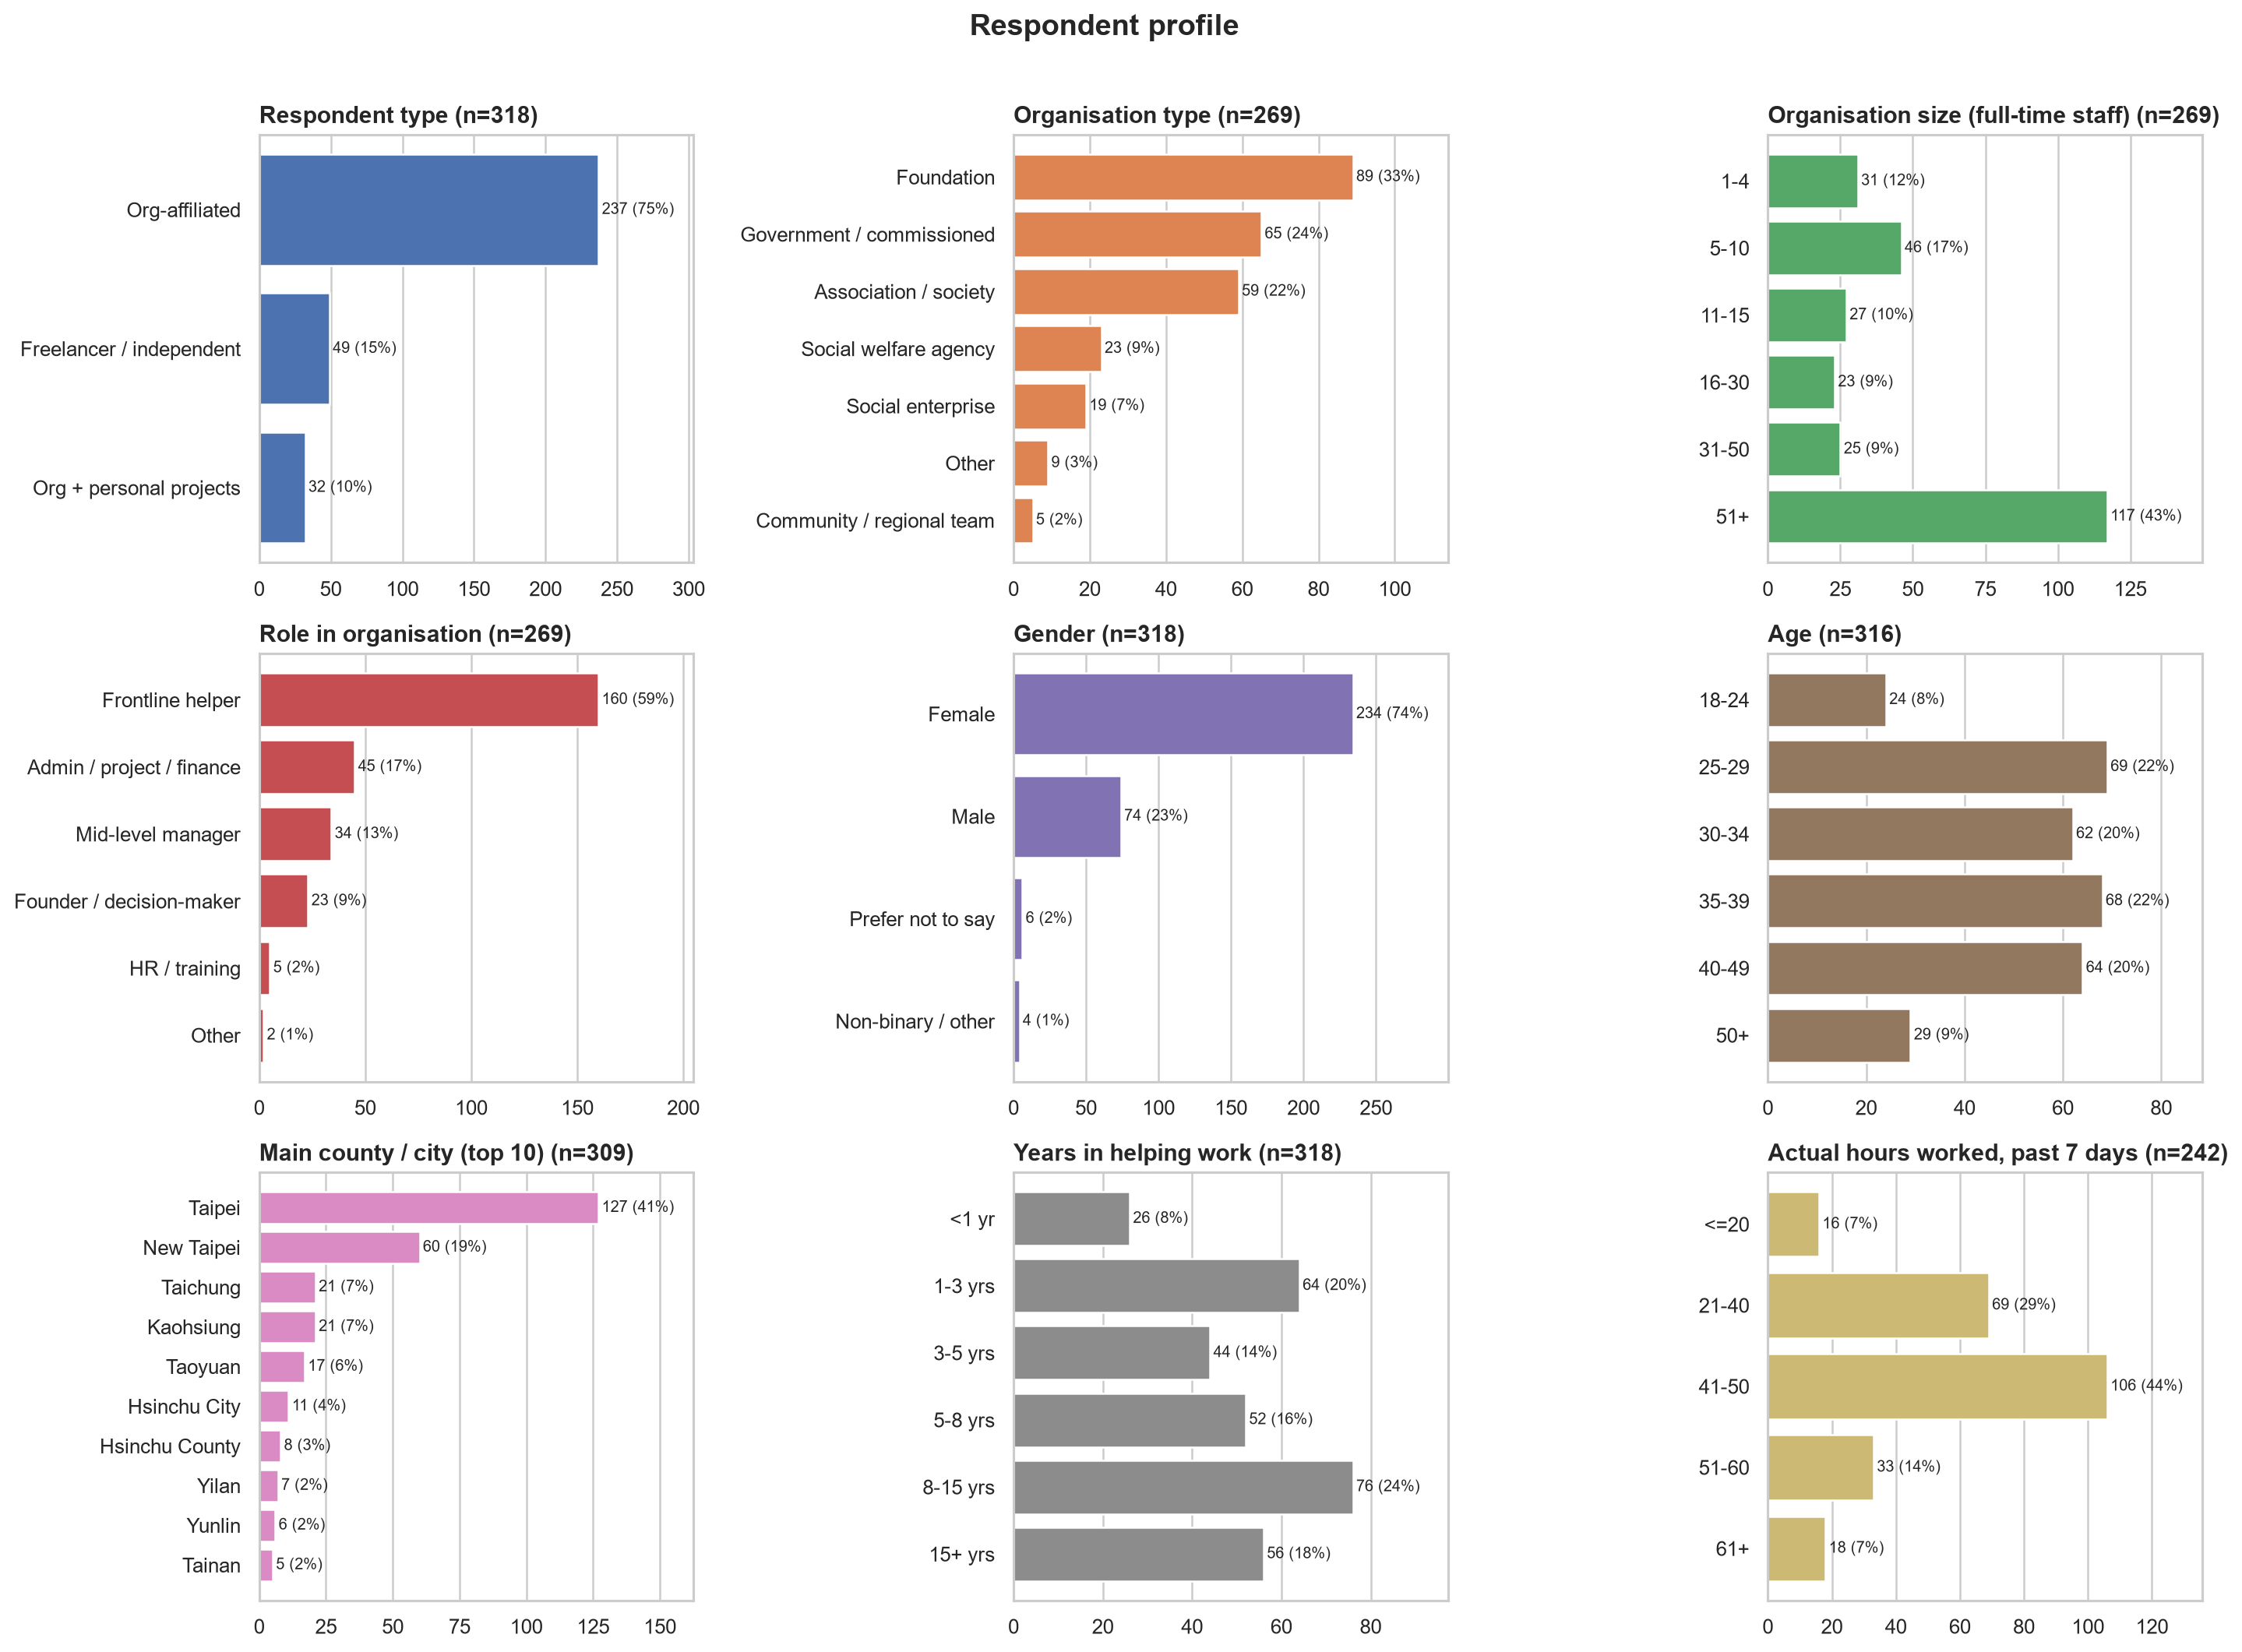 Respondent profile
Respondent type (n=318)
Org-affiliated
237 (75%)
Freelancer / independent
49 (15%)
Org + personal projects
32 (10%)
0 50 100 150 200 250 300
Organisation type (n=269)
Foundation
89 (33%)
Government / commissioned
65 (24%)
Association / society
59 (22%)
Social welfare agency
23 (9%)
Social enterprise
19 (7%)
Other
9 (3%)
Community / regional team
5 (2%)
0 20 40 60 80 100
Organisation size (full-time staff) (n=269)
1-4
31 (12%)
5-10
46 (17%)
11-15
27 (10%)
16-30
23 (9%)
31-50
25 (9%)
51+
117 (43%)
0 25 50 75 100 125
Role in organisation (n=269)
Frontline helper
160 (59%)
Admin / project / finance
45 (17%)
Mid-level manager
34 (13%)
Founder / decision-maker
23 (9%)
HR / training
5 (2%)
Other
2 (1%)
0 50 100 150 200
Gender (n=318)
Female
234 (74%)
Male
74 (23%)
Prefer not to say
6 (2%)
Non-binary / other
4 (1%)
0 50 100 150 200 250
Age (n=316)
18-24
24 (8%)
25-29
69 (22%)
30-34
62 (20%)
35-39
68 (22%)
40-49
64 (20%)
50+
29 (9%)
0 20 40 60 80
Main county / city (top 10) (n=309)
Taipei
127 (41%)
New Taipei
60 (19%)
Taichung
21 (7%)
Kaohsiung
21 (7%)
Taoyuan
17 (6%)
Hsinchu City
11 (4%)
Hsinchu County
8 (3%)
Yilan
7 (2%)
Yunlin
6 (2%)
Tainan
5 (2%)
0 25 50 75 100 125 150
Years in helping work (n=318)
<1 yr
26 (8%)
1-3 yrs
64 (20%)
3-5 yrs
44 (14%)
5-8 yrs
52 (16%)
8-15 yrs
76 (24%)
15+ yrs
56 (18%)
0 20 40 60 80
Actual hours worked, past 7 days (n=242)
<=20
16 (7%)
21-40
69 (29%)
41-50
106 (44%)
51-60
33 (14%)
61+
18 (7%)
0 20 40 60 80 100 120